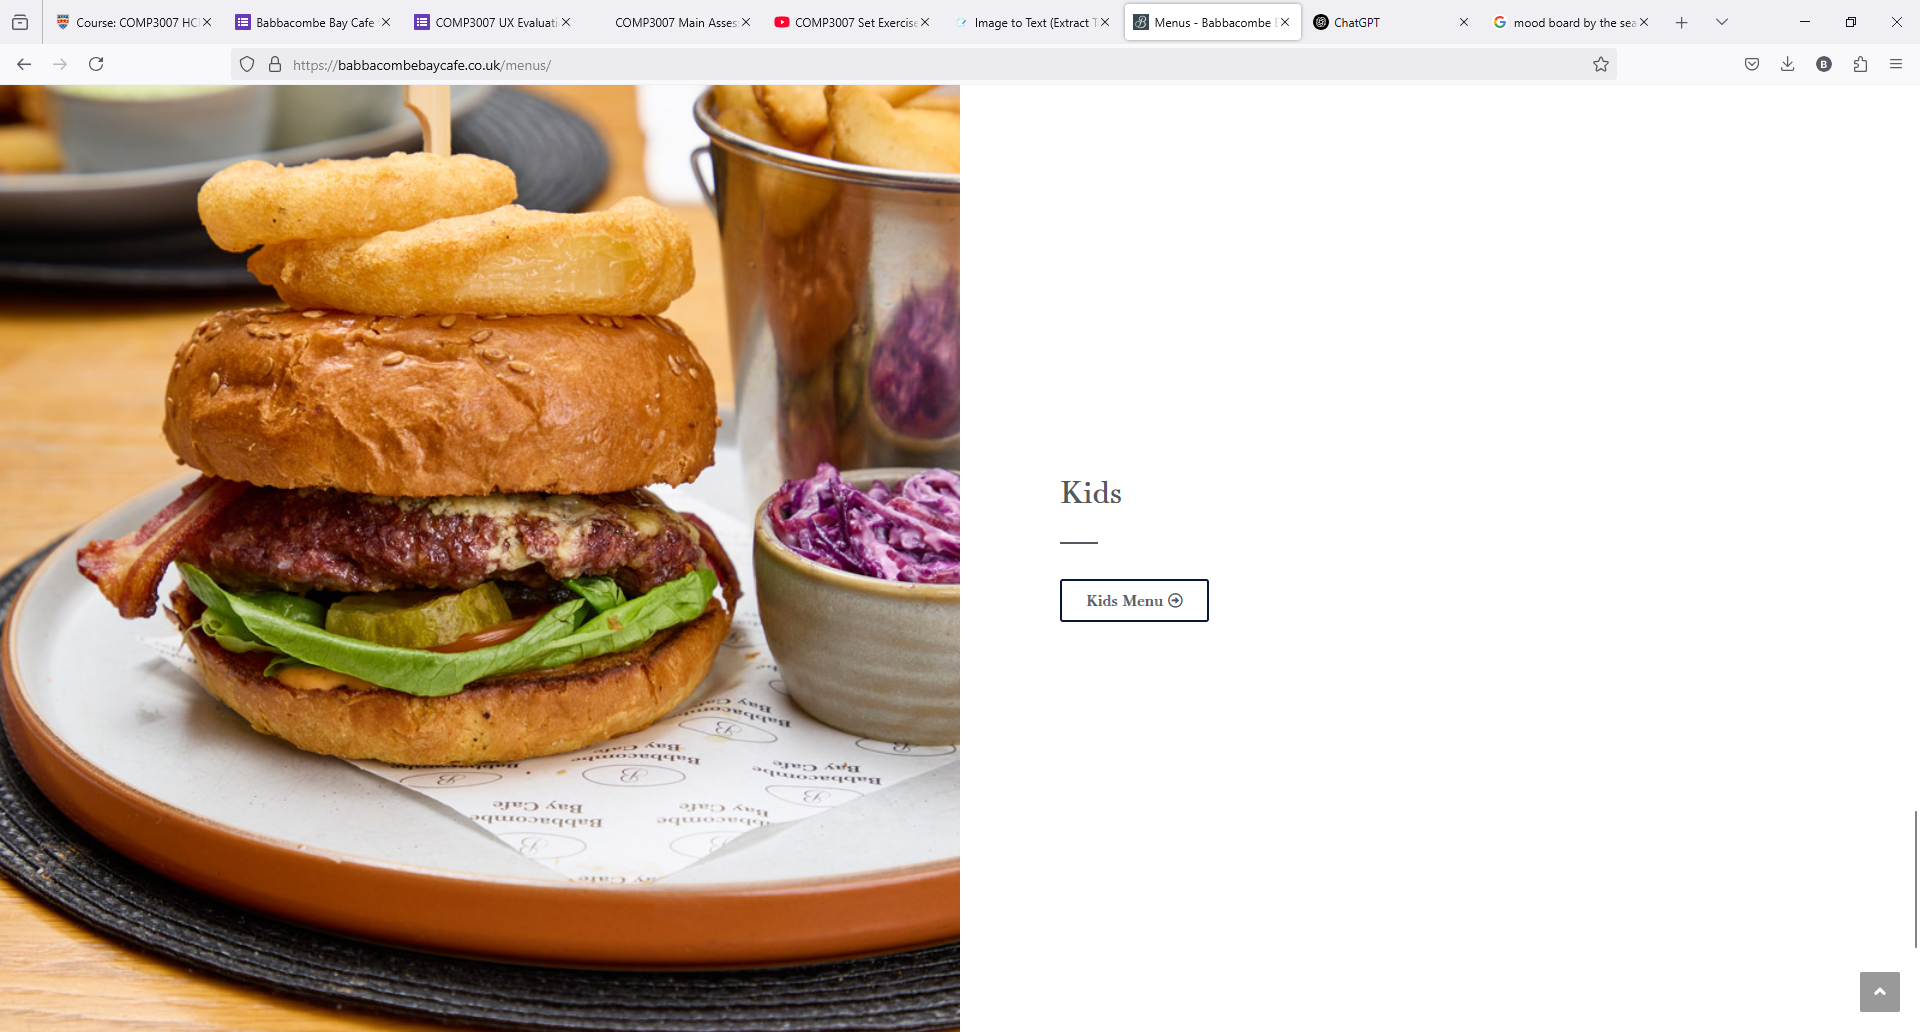 Course: COMP3007 HC
Babbacombe Bay Cafe
COMP3007 UX Evaluati
COMP3007 Main Asses
COMP3007 Set Exercise
Image to Text (Extract T
Menus - Babbacombe B
ChatGPT
mood board by the sea
https://babbacombebaycafe.co.uk/menus/
B
Kids
Kids Menu
Babbacombe
Bay Cafe
Babbacombe
Bay Cafe
Babbacombe
Bay Cafe
Babbacombe
Bay Cafe
Babbacombe
Bay Cafe